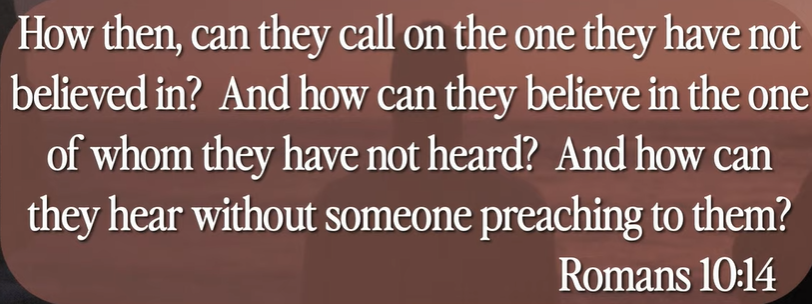 How then, can they call on the one they have not
believed in? And how can they believe in the one
of whom they have not heard? And how can
they hear without someone preaching to them?
Romans 10:14